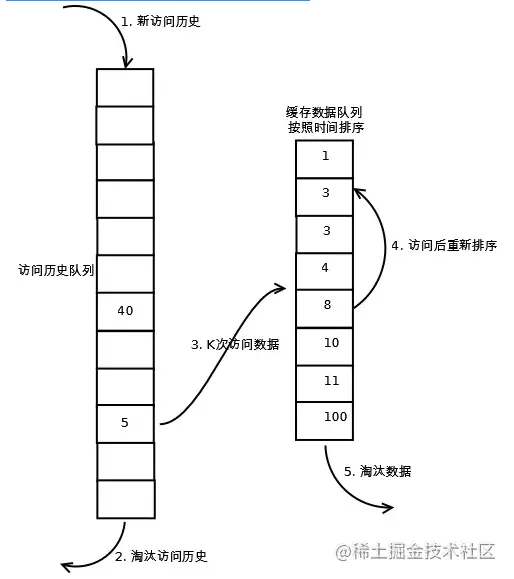 1. 新访问历史
缓存数据队列
按照时间排序
1
3
3
4
8
10
11
100
4. 访问后重新排序
访问历史队列
40
3. K次访问数据
5
5. 淘汰数据
2. 淘汰访问历史
@稀土掘金技术社区